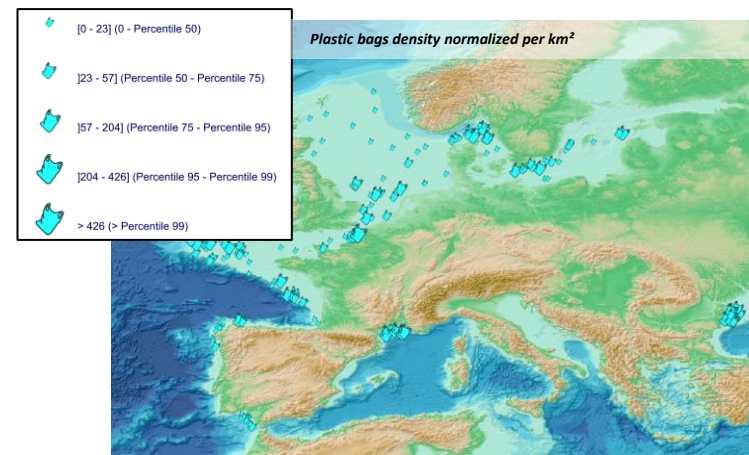 [0 - 23] (0 - Percentile 50)
]23 - 57] (Percentile 50 - Percentile 75)
]57 - 204] (Percentile 75 - Percentile 95)
]204 - 426] (Percentile 95 - Percentile 99)
> 426 (> Percentile 99)
Plastic bags density normalized per km²